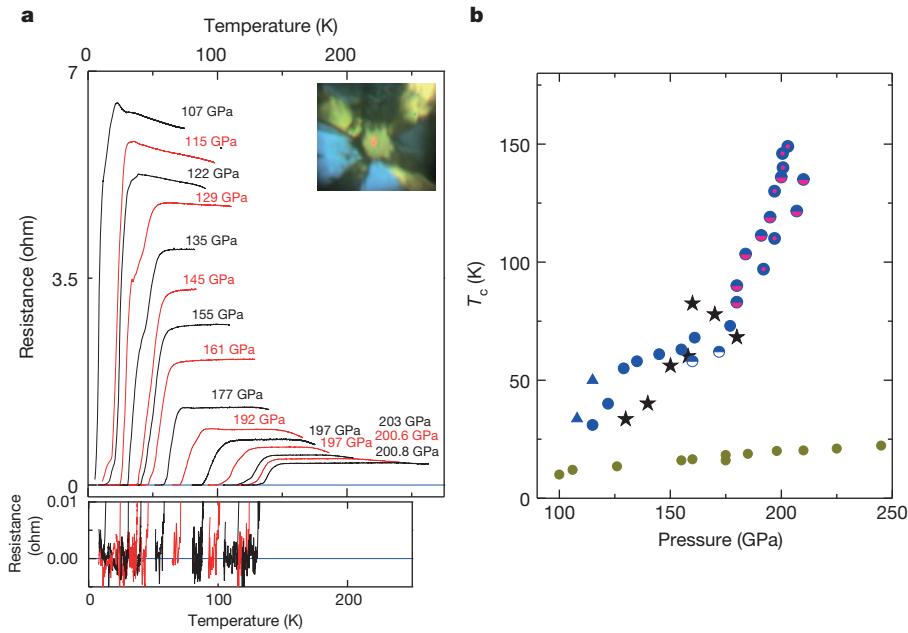 a
Temperature (K)
0 100 200
7
3.5
0
Resistance (ohm)
107 GPa
115 GPa
122 GPa
129 GPa
135 GPa
145 GPa
155 GPa
161 GPa
177 GPa
192 GPa
197 GPa
203 GPa
197 GPa
200.6 GPa
200.8 GPa
0.01
0.00
Resistance
(ohm)
0 100 200
Temperature (K)
b
150
100
50
0
Tc (K)
100 150 200 250
Pressure (GPa)